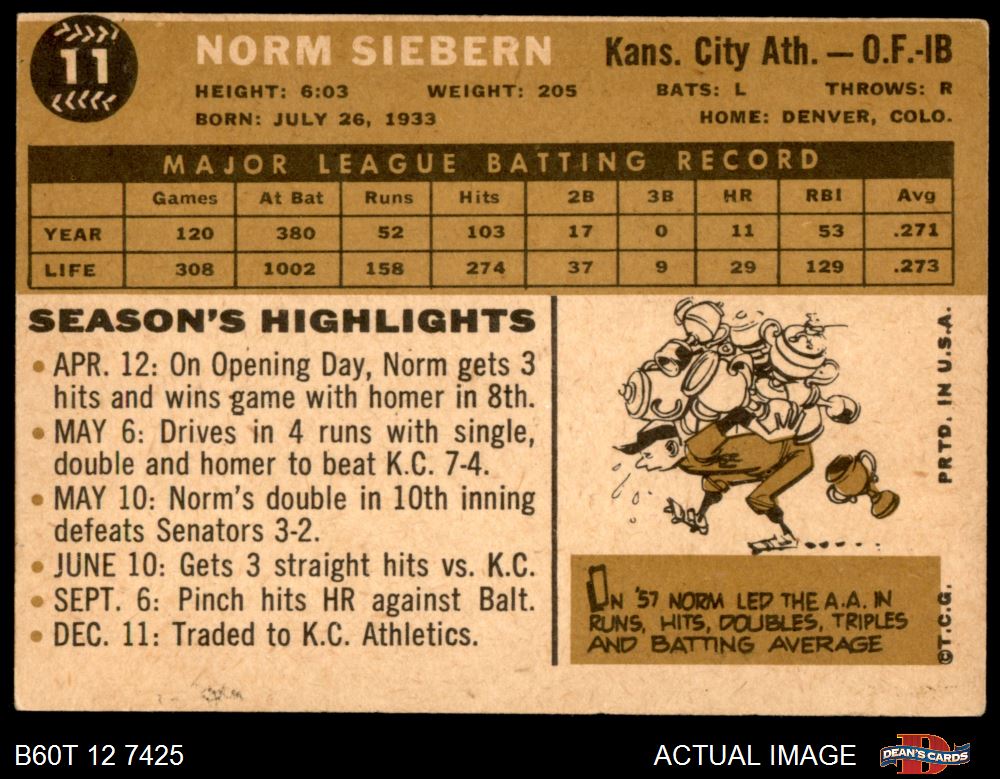 11
NORM SIEBERN Kans. City Ath. — O.F.-1B
HEIGHT: 6:03 WEIGHT: 205 BATS: L THROWS: R
BORN: JULY 26, 1933 HOME: DENVER, COLO.
MAJOR LEAGUE BATTING RECORD
Games At Bat Runs Hits 2B 3B HR RBI Avg
YEAR 120 380 52 103 17 0 11 53 .271
LIFE 308 1002 158 274 37 9 29 129 .273
SEASON'S HIGHLIGHTS
• APR. 12: On Opening Day, Norm gets 3
hits and wins game with homer in 8th.
• MAY 6: Drives in 4 runs with single,
double and homer to beat K.C. 7-4.
• MAY 10: Norm's double in 10th inning
defeats Senators 3-2.
• JUNE 10: Gets 3 straight hits vs. K.C.
• SEPT. 6: Pinch hits HR against Balt.
• DEC. 11: Traded to K.C. Athletics.
IN '57 NORM LED THE A.A. IN
RUNS, HITS, DOUBLES, TRIPLES
AND BATTING AVERAGE
PRTD. IN U.S.A.
©T.C.G.
B60T 12 7425
ACTUAL IMAGE
DEAN'S CARDS